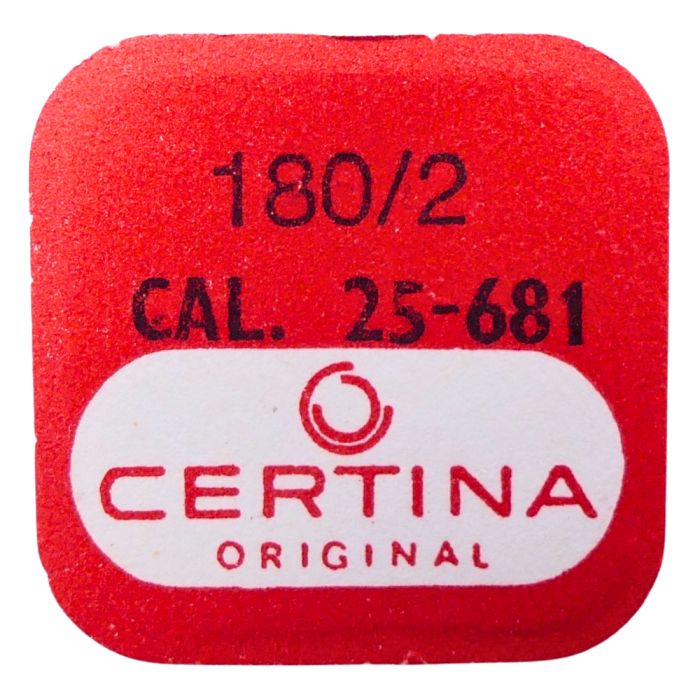 180/2
CAL. 25-681
CERTINA
ORIGINAL